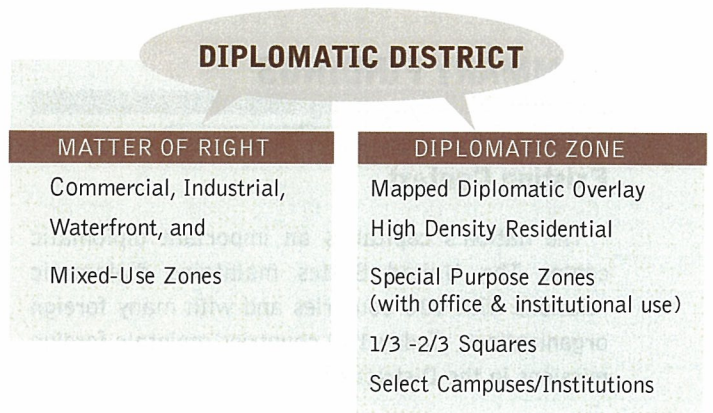 DIPLOMATIC DISTRICT
MATTER OF RIGHT
Commercial, Industrial,
Waterfront, and
Mixed-Use Zones
DIPLOMATIC ZONE
Mapped Diplomatic Overlay
High Density Residential
Special Purpose Zones
(with office & institutional use)
1/3 -2/3 Squares
Select Campuses/Institutions